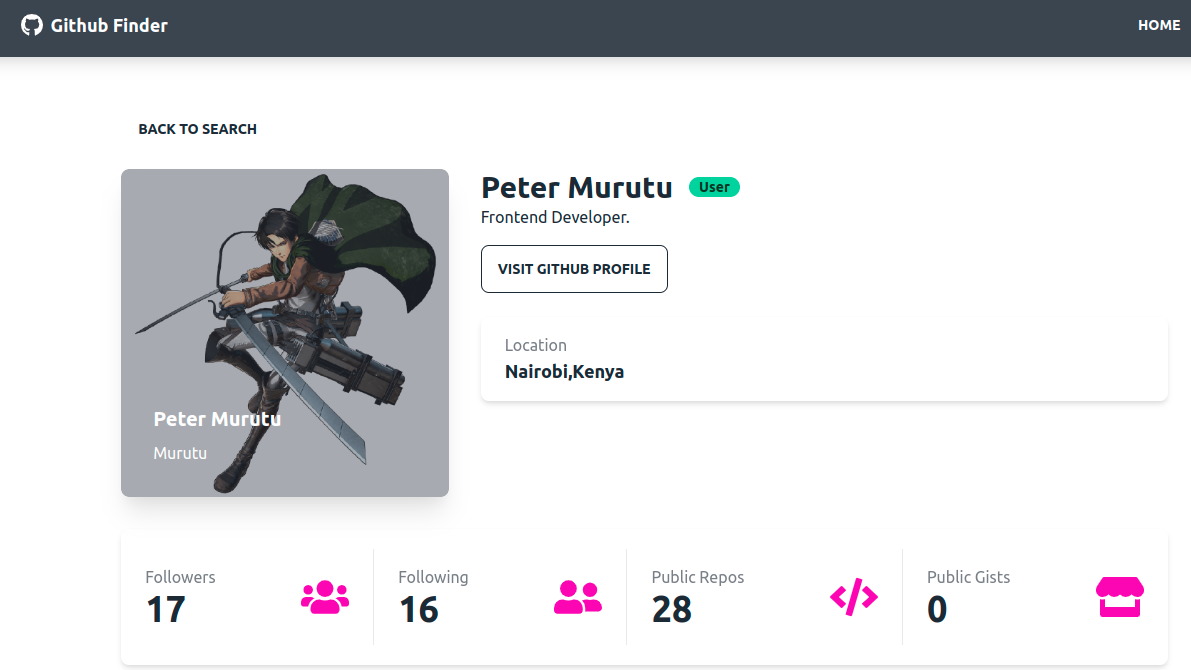 Github Finder
HOME
BACK TO SEARCH
Peter Murutu
User
Frontend Developer.
VISIT GITHUB PROFILE
Location
Nairobi,Kenya
Peter Murutu
Murutu
Followers
17
Following
16
Public Repos
28
Public Gists
0